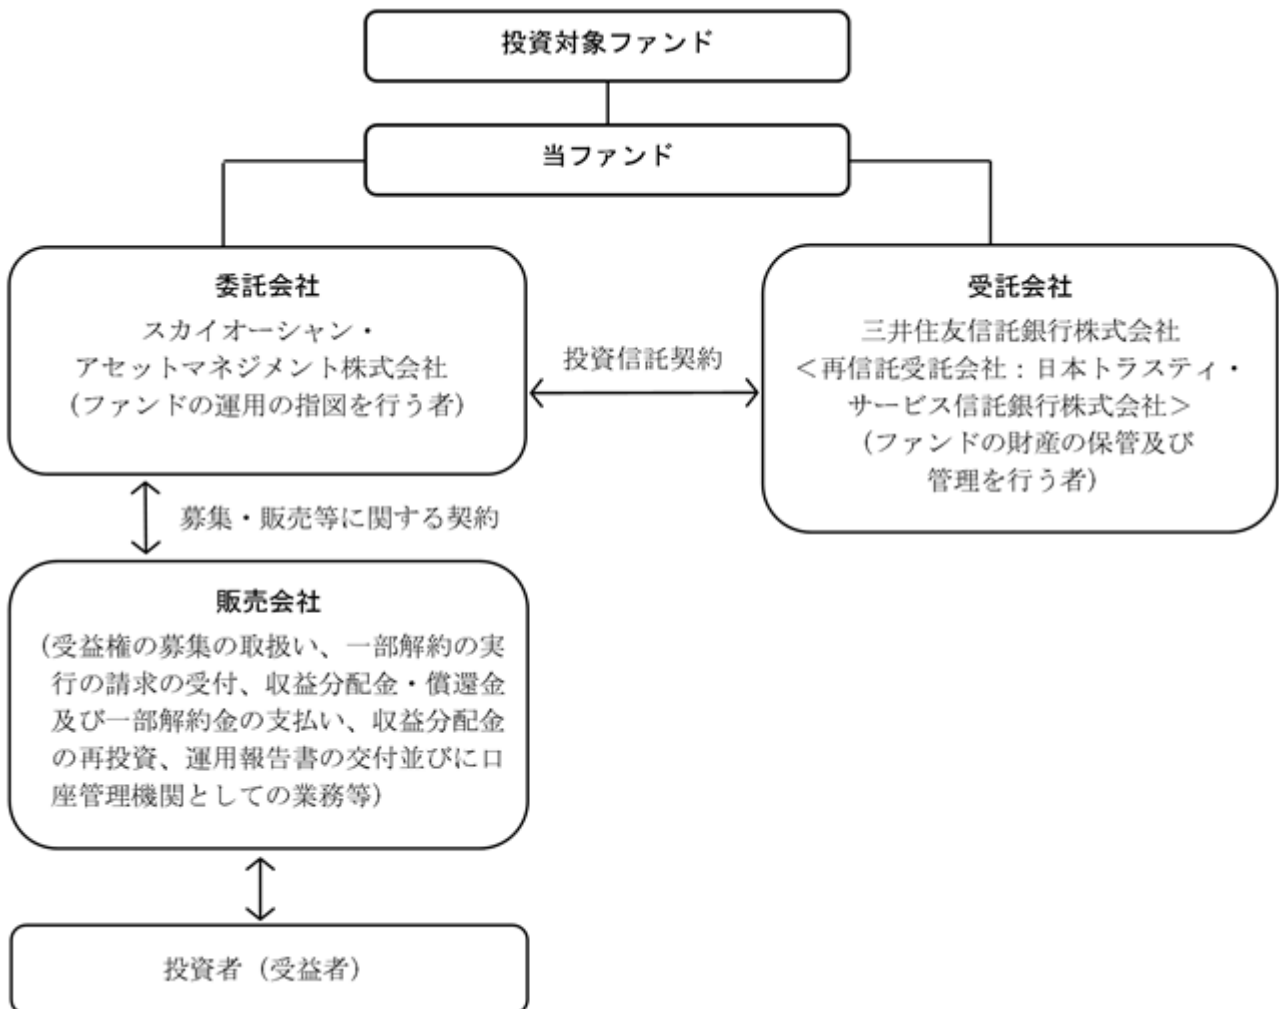 投資対象ファンド
当ファンド
委託会社
スカイオーシャン・
アセットマネジメント株式会社
（ファンドの運用の指図を行う者）
投資信託契約
受託会社
三井住友信託銀行株式会社
＜再信託受託会社：日本トラスティ・
サービス信託銀行株式会社＞
（ファンドの財産の保管及び
管理を行う者）
募集・販売等に関する契約
販売会社
（受益権の募集の取扱い、一部解約の実
行の請求の受付、収益分配金・償還金
及び一部解約金の支払い、収益分配金
の再投資、運用報告書の交付並びに口
座管理機関としての業務等）
投資者（受益者）